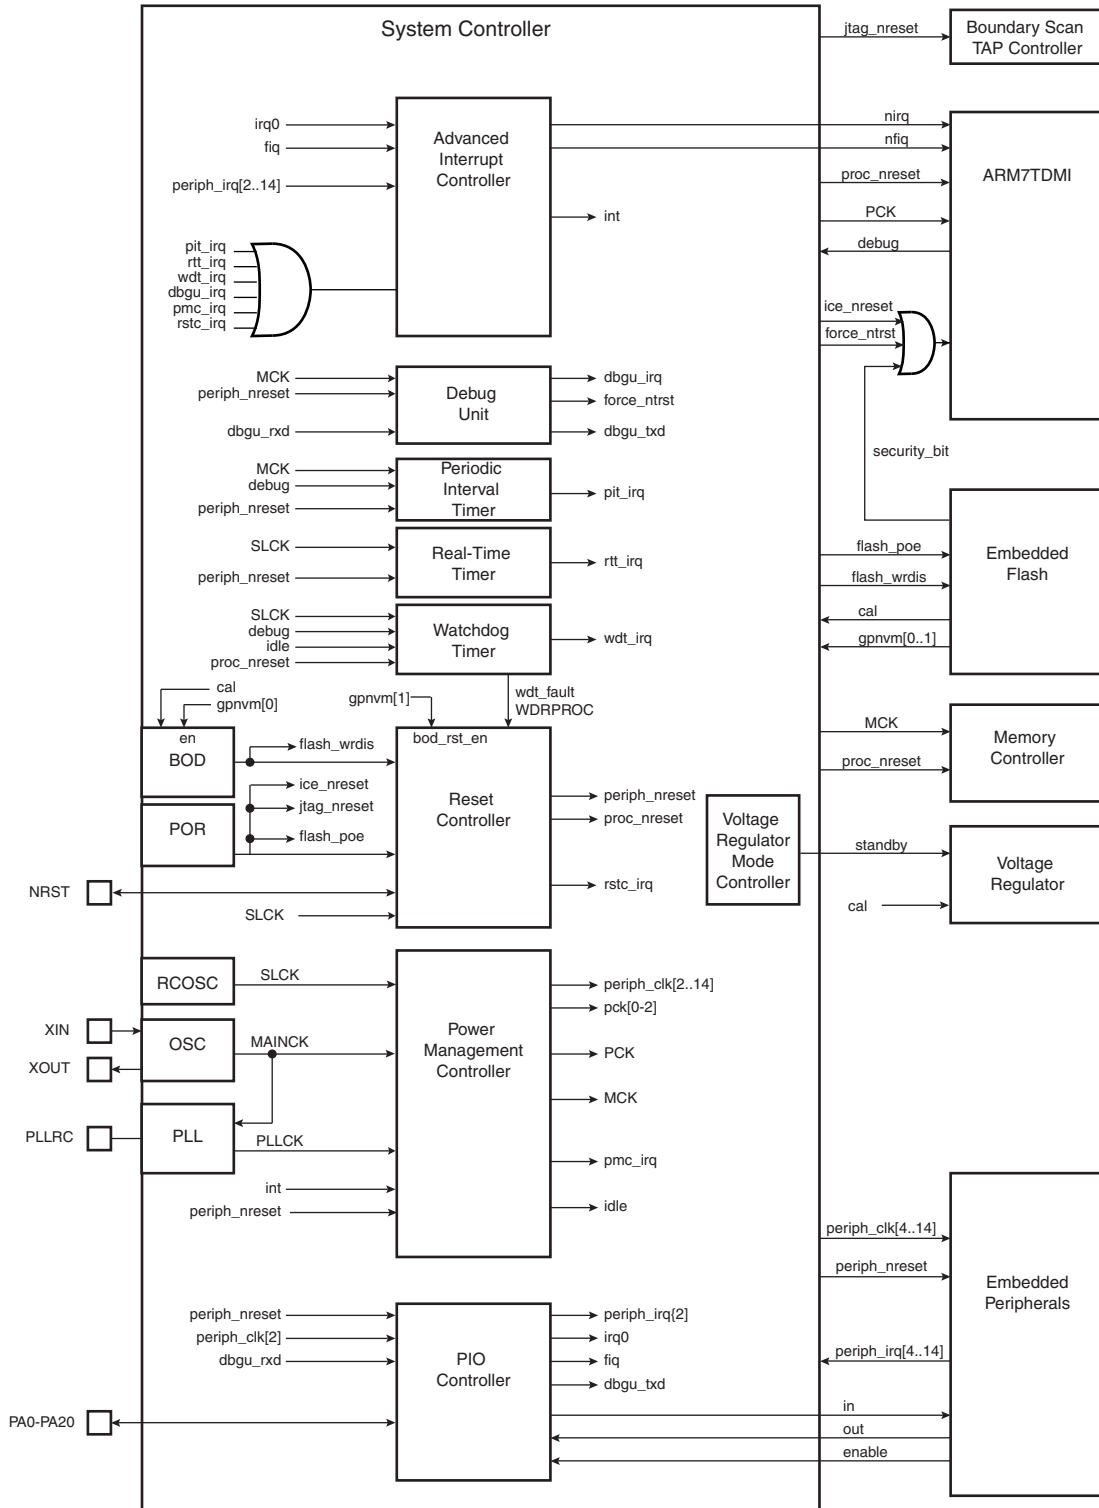 System Controller
jtag_nreset
Boundary Scan
TAP Controller
irq0
fiq
periph_irq[2..14]
Advanced
Interrupt
Controller
int
nirq
nfiq
proc_nreset
PCK
debug
ARM7TDMI
pit_irq
rtt_irq
wdt_irq
dbgu_irq
pmc_irq
rstc_irq
ice_nreset
force_ntrst
security_bit
MCK
periph_nreset
dbgu_rxd
Debug
Unit
dbgu_irq
force_ntrst
dbgu_txd
MCK
debug
periph_nreset
Periodic
Interval
Timer
pit_irq
SLCK
periph_nreset
Real-Time
Timer
rtt_irq
flash_poe
flash_wrdis
cal
gpnvm[0..1]
Embedded
Flash
SLCK
debug
idle
proc_nreset
Watchdog
Timer
wdt_irq
cal
gpnvm[0]
gpnvm[1]
wdt_fault
WDRPROC
en
BOD
flash_wrdis
bod_rst_en
Reset
Controller
POR
ice_nreset
jtag_nreset
flash_poe
periph_nreset
proc_nreset
rstc_irq
NRST
SLCK
MCK
proc_nreset
Memory
Controller
Voltage
Regulator
Mode
Controller
standby
cal
Voltage
Regulator
RCOSC
SLCK
XIN
XOUT
OSC
MAINCK
PLLRC
PLL
PLLCK
int
periph_nreset
Power
Management
Controller
periph_clk[2..14]
pck[0-2]
PCK
MCK
pmc_irq
idle
periph_clk[4..14]
periph_nreset
periph_irq[4..14]
in
out
enable
Embedded
Peripherals
periph_nreset
periph_clk[2]
dbgu_rxd
PA0-PA20
PIO
Controller
periph_irq{2]
irq0
fiq
dbgu_txd